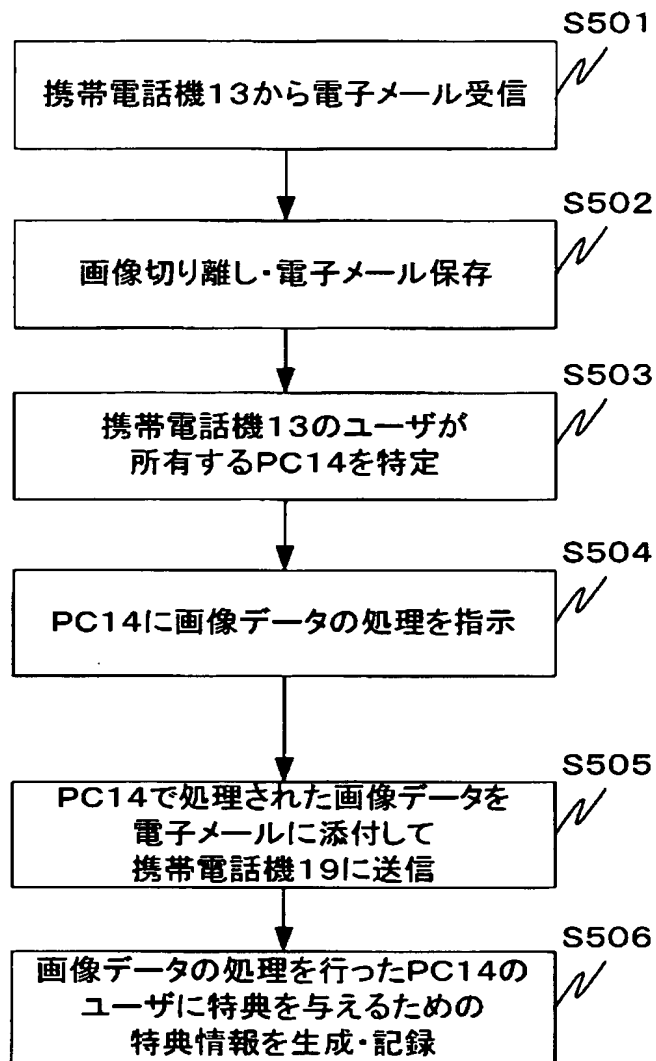 S501
携帯電話機13から電子メール受信
S502
画像切り離し・電子メール保存
S503
携帯電話機13のユーザが
所有するPC14を特定
S504
PC14に画像データの処理を指示
S505
PC14で処理された画像データを
電子メールに添付して
携帯電話機19に送信
S506
画像データの処理を行ったPC14の
ユーザに特典を与えるための
特典情報を生成・記録